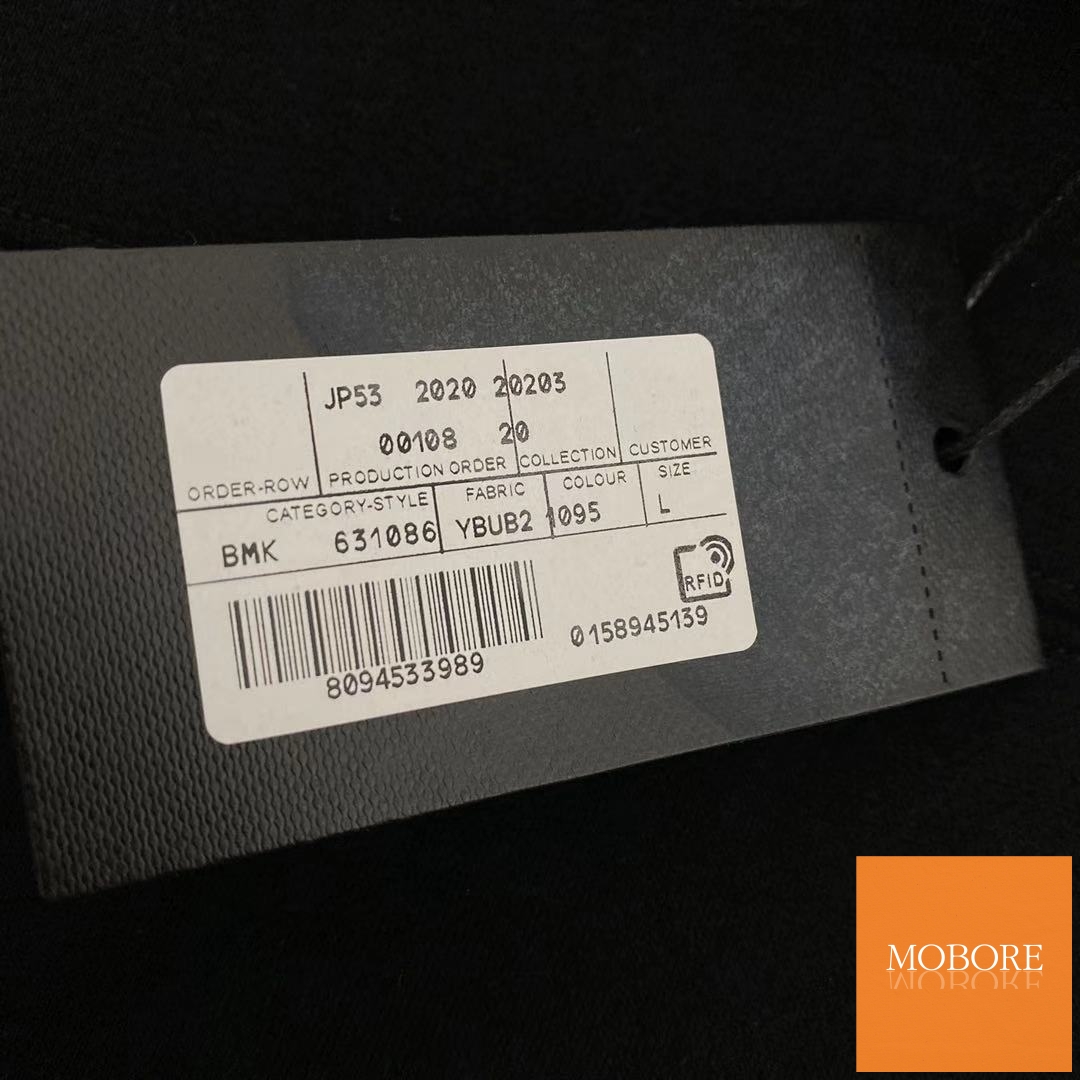 JP53 2020 20203
00108 20
ORDER-ROW PRODUCTION ORDER COLLECTION CUSTOMER
CATEGORY-STYLE FABRIC COLOUR SIZE
BMK 631086 YBUB2 1095 L
RFID
8094533989 0158945139
MOBORE